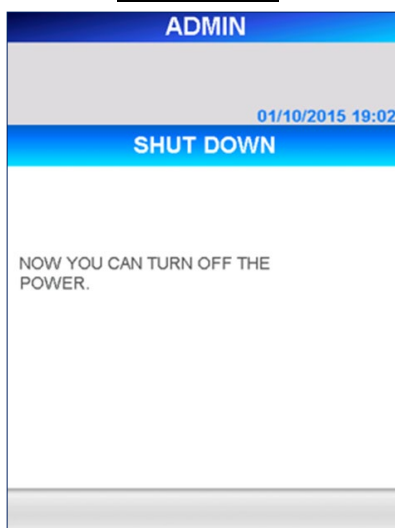 ADMIN
01/10/2015 19:02
SHUT DOWN
NOW YOU CAN TURN OFF THE
POWER.